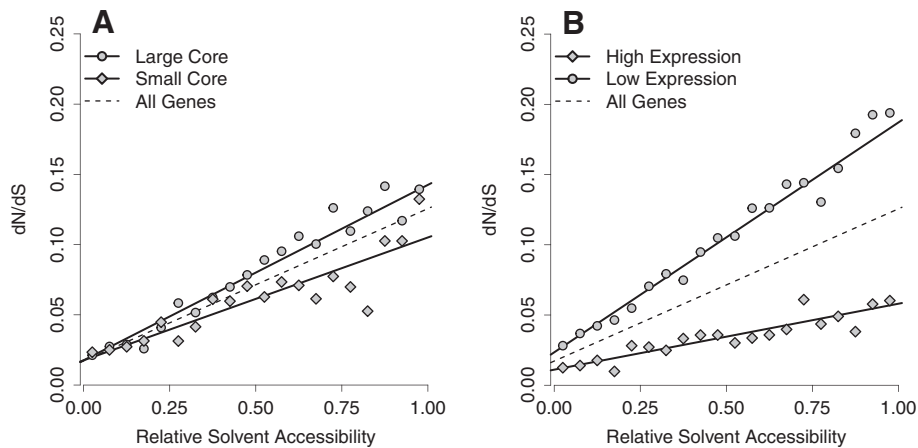 A
Large Core
Small Core
All Genes
dN/dS
0.00 0.05 0.10 0.15 0.20 0.25
0.00 0.25 0.50 0.75 1.00
Relative Solvent Accessibility
B
High Expression
Low Expression
All Genes
dN/dS
0.00 0.05 0.10 0.15 0.20 0.25
0.00 0.25 0.50 0.75 1.00
Relative Solvent Accessibility